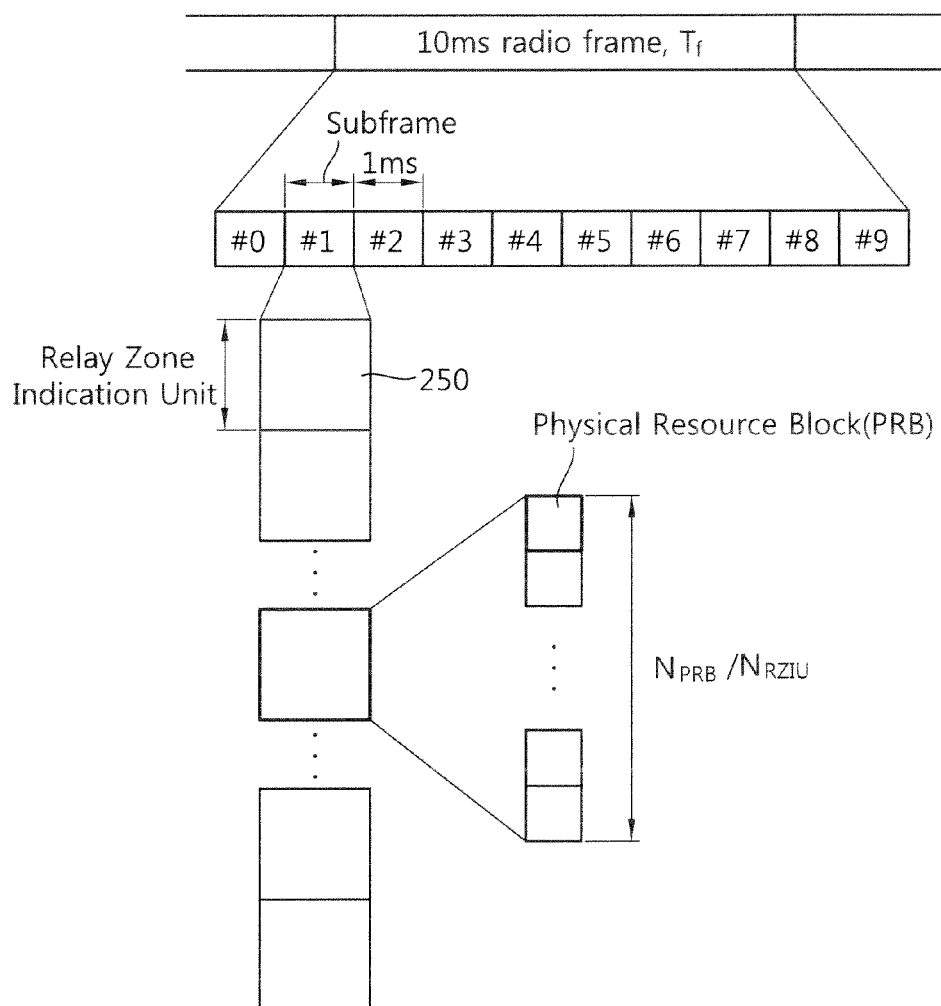 10ms radio frame, Tf
Subframe
1ms
#0 #1 #2 #3 #4 #5 #6 #7 #8 #9
Relay Zone
Indication Unit
250
Physical Resource Block(PRB)
NPRB /NRZIU